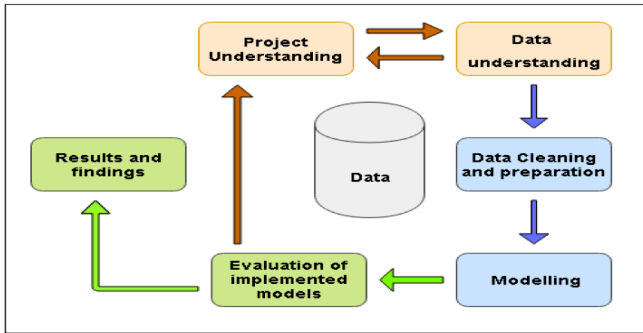 Project
Understanding
Data
understanding
Results and
findings
Data
Data Cleaning
and preparation
Evaluation of
implemented
models
Modelling